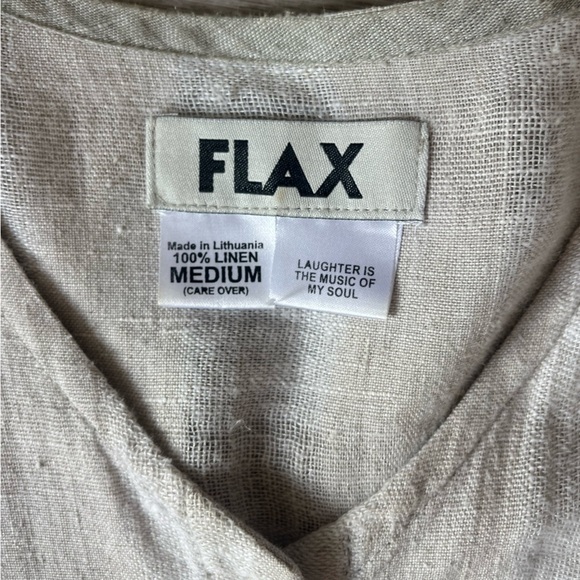 FLAX
Made in Lithuania
100% LINEN
MEDIUM
(CARE OVER)
LAUGHTER IS
THE MUSIC OF
MY SOUL